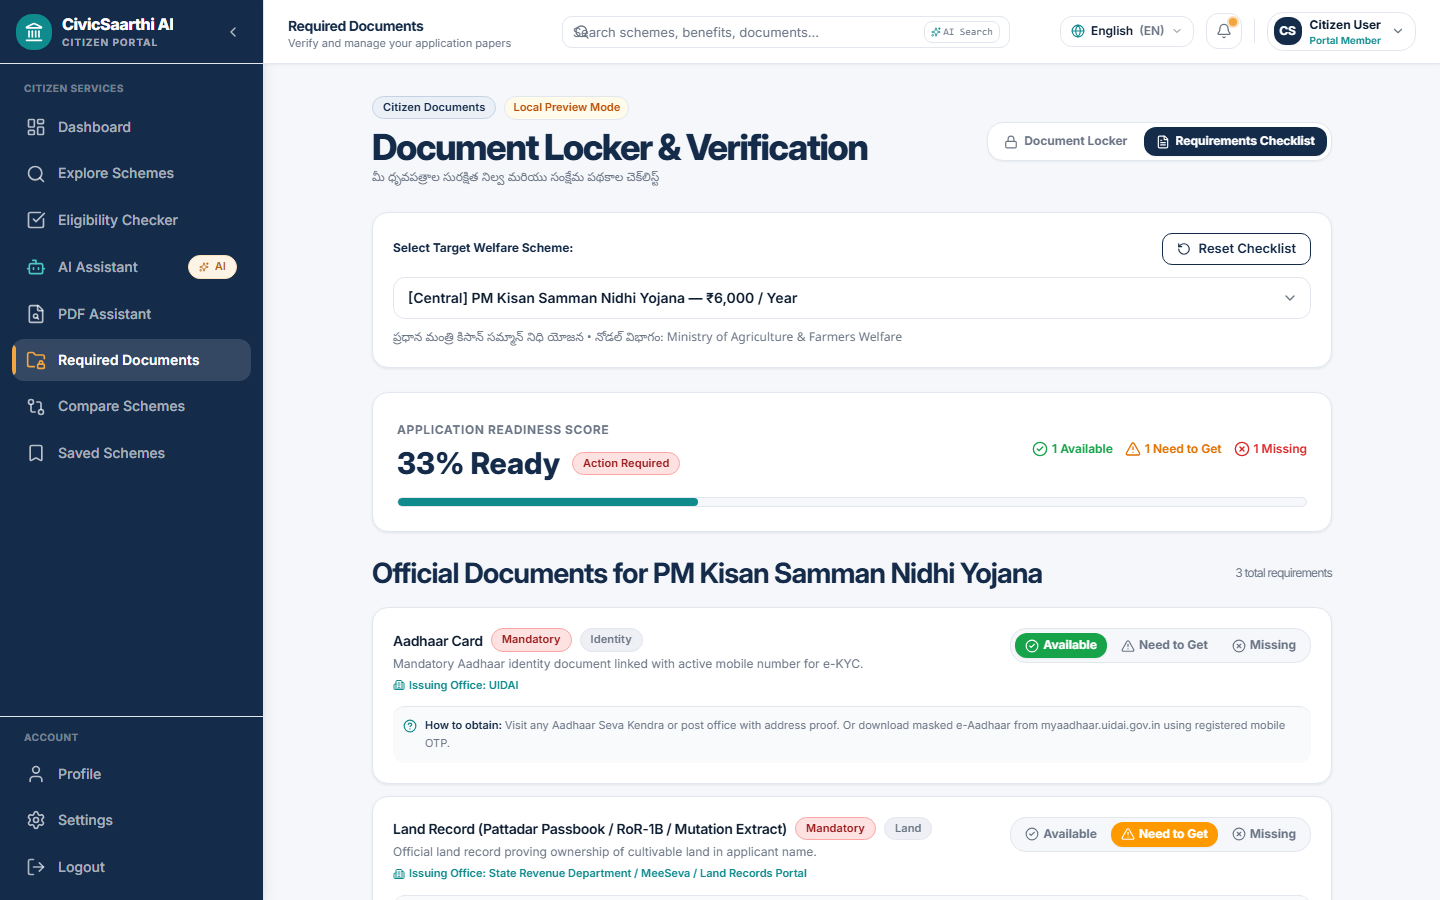 CivicSaarthi AI
CITIZEN PORTAL
CITIZEN SERVICES
Dashboard
Explore Schemes
Eligibility Checker
AI Assistant
AI
PDF Assistant
Required Documents
Compare Schemes
Saved Schemes
ACCOUNT
Profile
Settings
Logout
Required Documents
Verify and manage your application papers
Search schemes, benefits, documents...
AI Search
English (EN)
CS
Citizen User
Portal Member
Citizen Documents
Local Preview Mode
Document Locker & Verification
మీ ధృవపత్రాల సురక్షిత నిల్వ మరియు సంక్షేమ పథకాల చెక్‌లిస్ట్
Document Locker
Requirements Checklist
Select Target Welfare Scheme:
Reset Checklist
[Central] PM Kisan Samman Nidhi Yojana — ₹6,000 / Year
ప్రధాన మంత్రి కిసాన్ సమ్మాన్ నిధి యోజన • నోడల్ విభాగం: Ministry of Agriculture & Farmers Welfare
APPLICATION READINESS SCORE
33% Ready
Action Required
1 Available
1 Need to Get
1 Missing
Official Documents for PM Kisan Samman Nidhi Yojana
3 total requirements
Aadhaar Card
Mandatory
Identity
Available
Need to Get
Missing
Mandatory Aadhaar identity document linked with active mobile number for e-KYC.
Issuing Office: UIDAI
How to obtain: Visit any Aadhaar Seva Kendra or post office with address proof. Or download masked e-Aadhaar from myaadhaar.uidai.gov.in using registered mobile
OTP.
Land Record (Pattadar Passbook / RoR-1B / Mutation Extract)
Mandatory
Land
Available
Need to Get
Missing
Official land record proving ownership of cultivable land in applicant name.
Issuing Office: State Revenue Department / MeeSeva / Land Records Portal